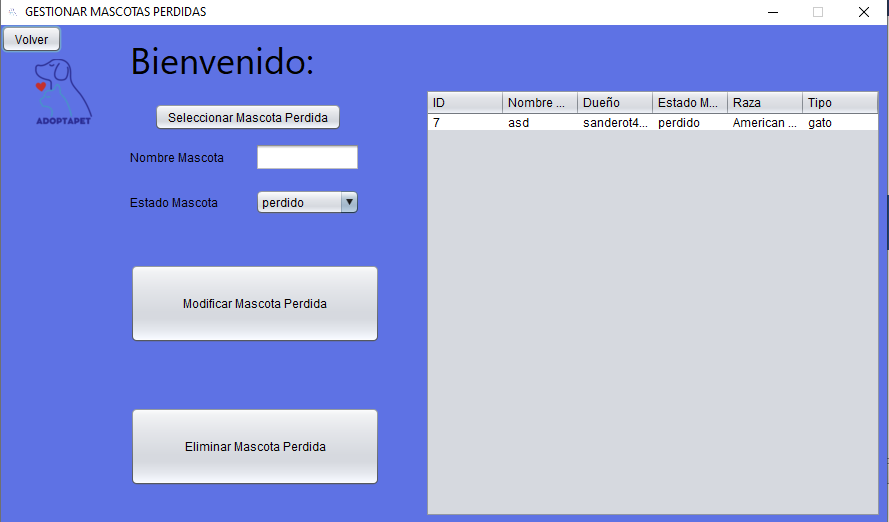 GESTIONAR MASCOTAS PERDIDAS
Volver
ADOPTAPET
Bienvenido:
Seleccionar Mascota Perdida
Nombre Mascota
Estado Mascota
perdido
Modificar Mascota Perdida
Eliminar Mascota Perdida
ID Nombre ... Dueño Estado M... Raza Tipo
7 asd sanderot4... perdido American ... gato